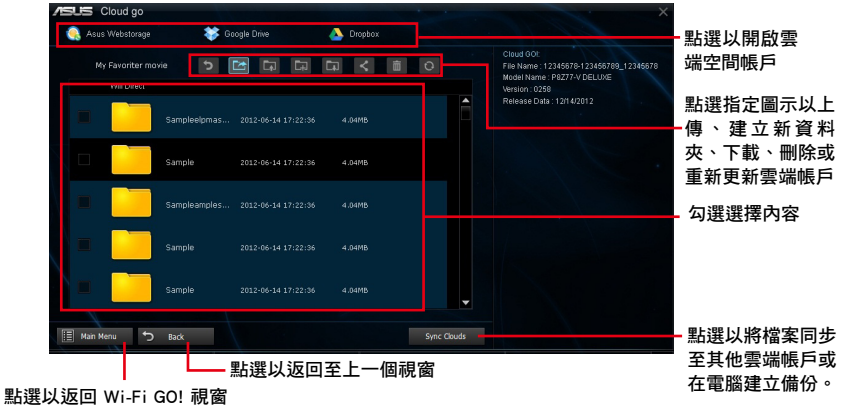 ASUS Cloud go
Asus Webstorage
Google Drive
Dropbox
My Favoriter movie
Will Direct
Sampleelpmas... 2012-06-14 17:22:36 4.04MB
Sample 2012-06-14 17:22:36 4.04MB
Sampleamples... 2012-06-14 17:22:36 4.04MB
Sample 2012-06-14 17:22:36 4.04MB
Sample 2012-06-14 17:22:36 4.04MB
Cloud GO!:
File Name : 12345678-123456789_12345678
Model Name : P8Z77-V DELUXE
Version : 0258
Release Data : 12/14/2012
Main Menu
Back
Sync Clouds
點選以開啟雲
端空間帳戶
點選指定圖示以上
傳、建立新資料
夾、下載、刪除或
重新更新雲端帳戶
勾選選擇內容
點選以將檔案同步
至其他雲端帳戶或
在電腦建立備份。
點選以返回至上一個視窗
點選以返回 Wi-Fi GO! 視窗